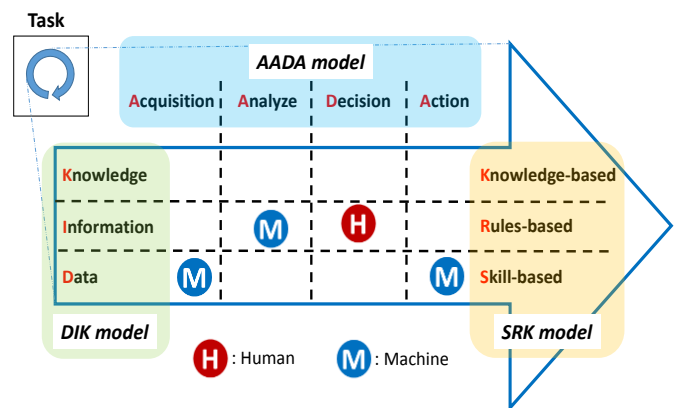 Task
AADA model
Acquisition Analyze Decision Action
Knowledge Knowledge-based
Information M H Rules-based
Data M M Skill-based
DIK model SRK model
H : Human M : Machine